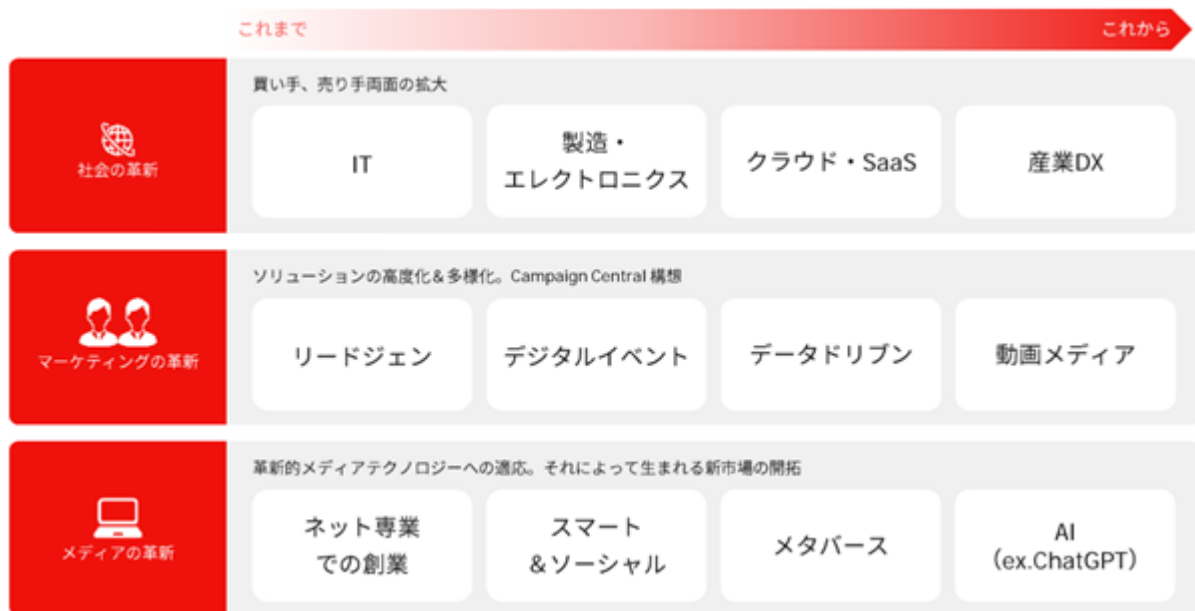 これまで
これから
社会の革新
買い手、売り手両面の拡大
IT
製造・
エレクトロニクス
クラウド・SaaS
産業DX
マーケティングの革新
ソリューションの高度化&多様化。Campaign Central 構想
リードジェン
デジタルイベント
データドリブン
動画メディア
メディアの革新
革新的メディアテクノロジーへの適応。それによって生まれる新市場の開拓
ネット専業
での創業
スマート
&ソーシャル
メタバース
AI
(ex.ChatGPT)